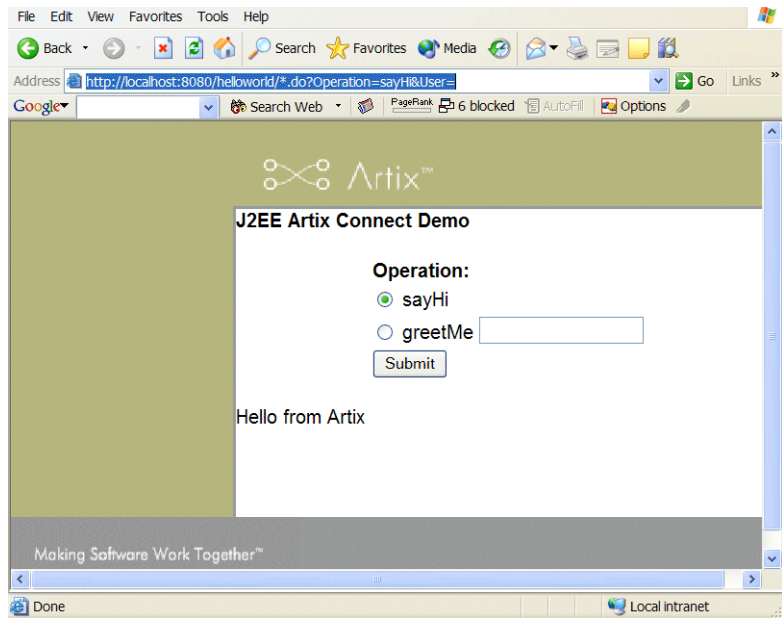 File Edit View Favorites Tools Help
Back Search Favorites Media
Address http://localhost:8080/helloworld/*.do?Operation=sayHi&User= Go Links »
Google Search Web PageRank 6 blocked AutoFill Options
Artix™
J2EE Artix Connect Demo
Operation:
sayHi
greetMe
Submit
Hello from Artix
Making Software Work Together™
Done Local intranet